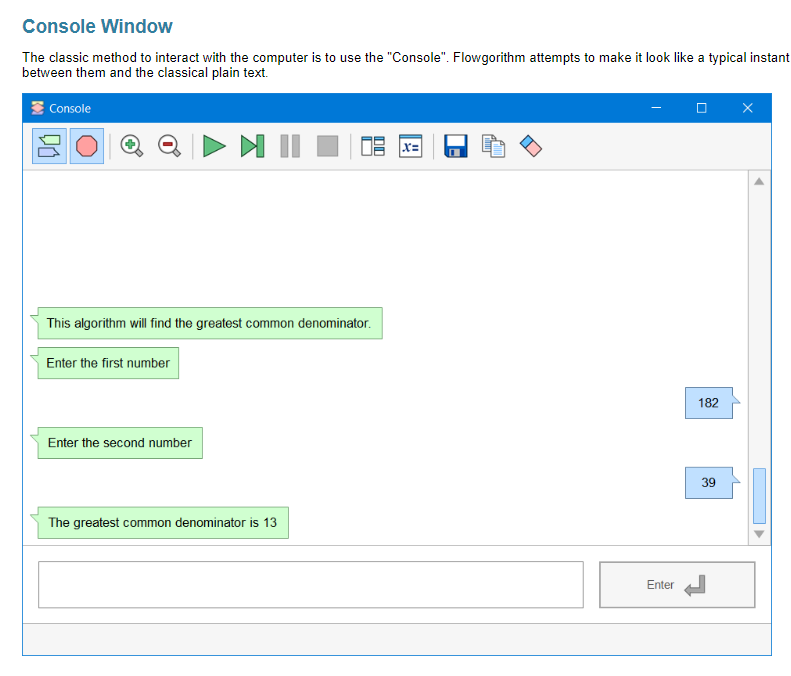 Console Window
The classic method to interact with the computer is to use the "Console". Flowgorithm attempts to make it look like a typical instant
between them and the classical plain text.
Console
x=
This algorithm will find the greatest common denominator.
Enter the first number
182
Enter the second number
39
The greatest common denominator is 13
Enter